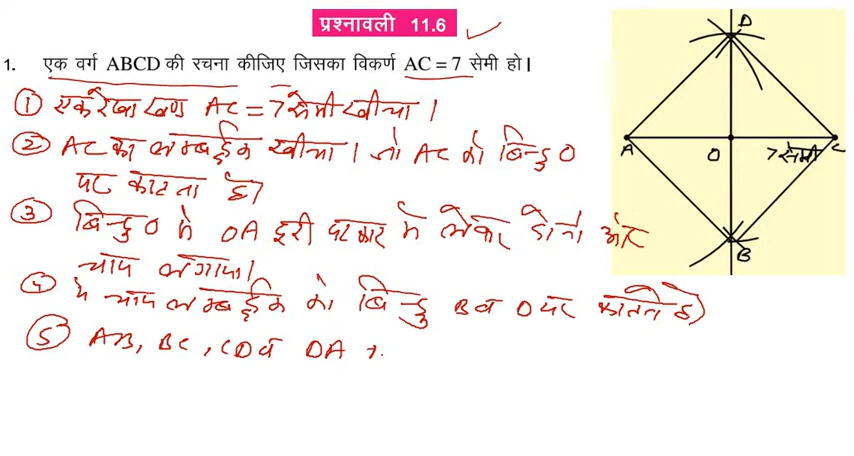 प्रश्नावली 11.6
1. एक वर्ग ABCD की रचना कीजिए जिसका विकर्ण AC = 7 सेमी हो।
① एक रेखा खण्ड AC = 7 सेमी खींचा।
② AC का लम्बार्द्धक खींचा। जो AC को बिन्दु O
पर काटता है।
③ बिन्दु O से OA दूरी परकार में लेकर दोनों ओर
चाप लगाया।
4 ये चाप लम्बार्द्धक को बिन्दु B व D पर काटते है)
⑤ AB, BC, CD व DA
D
A
O
7 सेमी
C
B